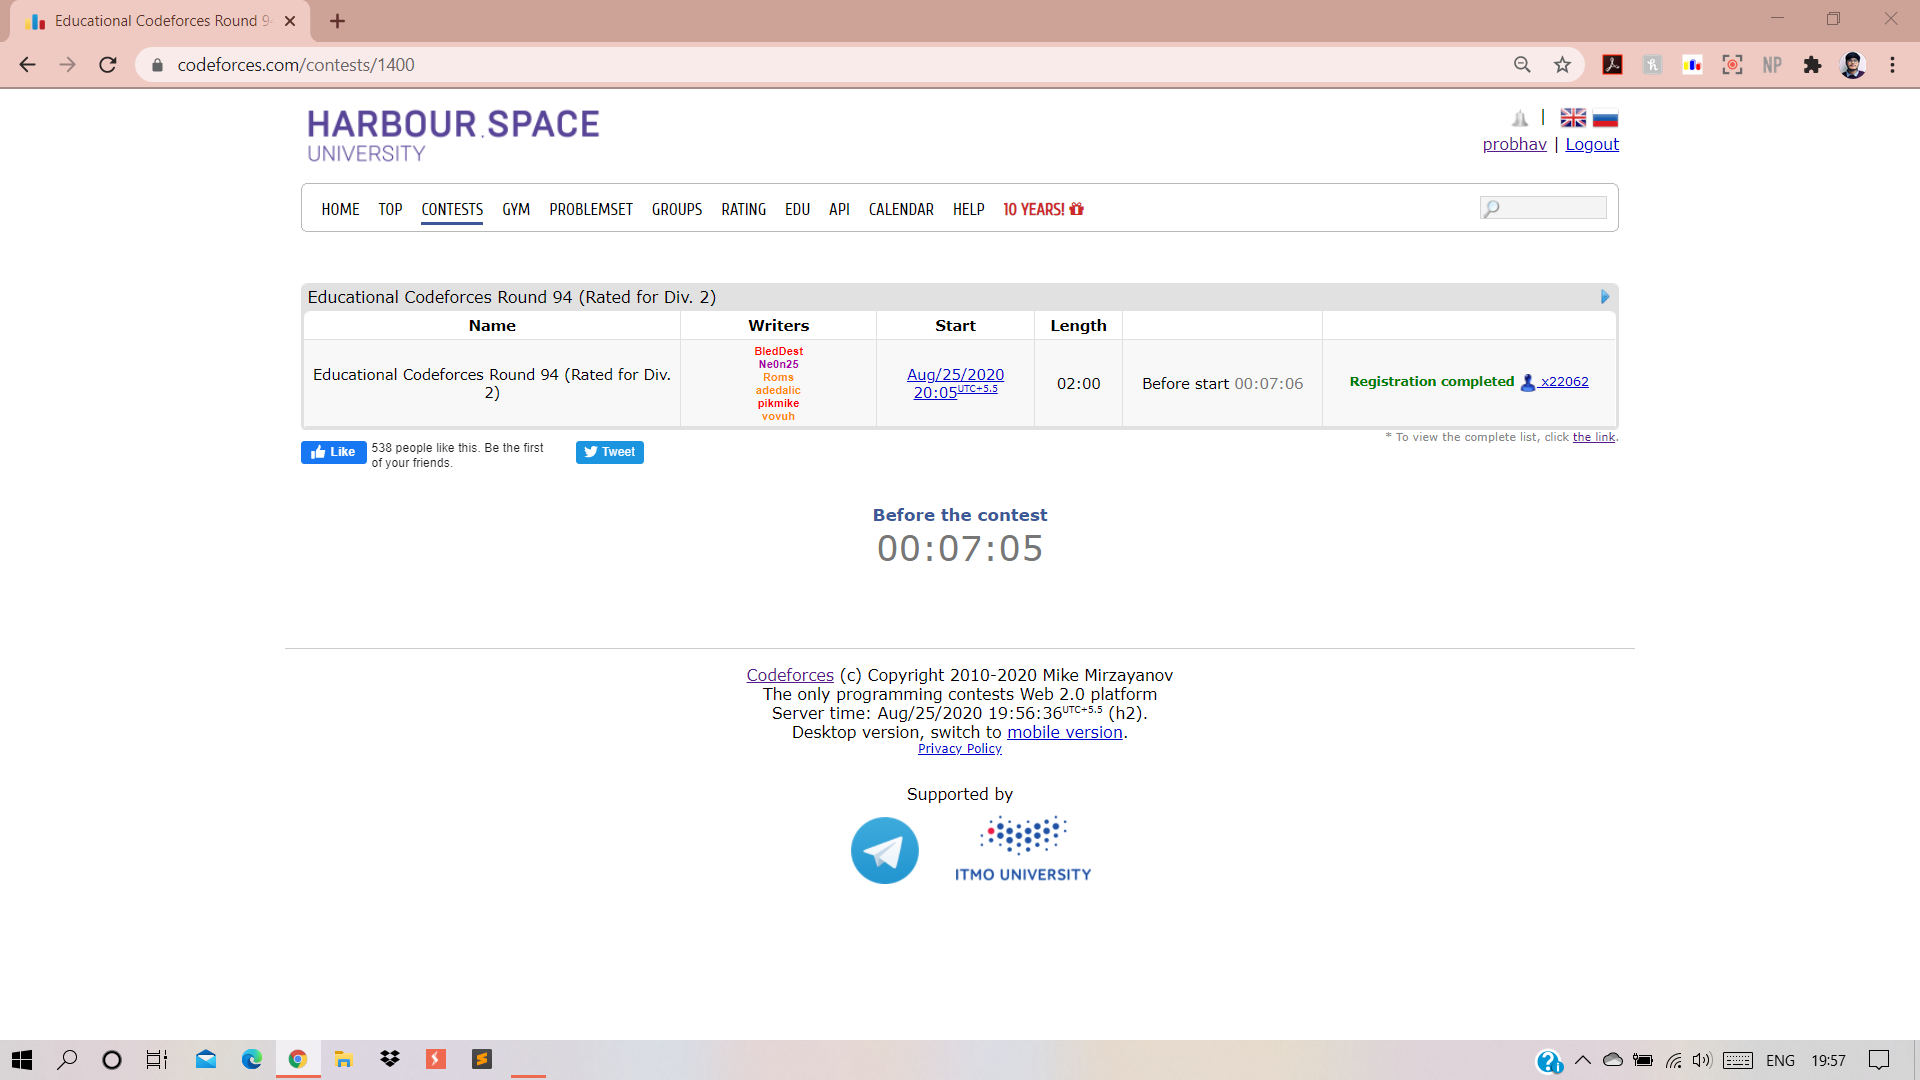 Educational Codeforces Round 9
codeforces.com/contests/1400
NP
HARBOUR.SPACE
UNIVERSITY
probhav | Logout
HOME TOP CONTESTS GYM PROBLEMSET GROUPS RATING EDU API CALENDAR HELP 10 YEARS!
Educational Codeforces Round 94 (Rated for Div. 2)
Name Writers Start Length
Educational Codeforces Round 94 (Rated for Div.
2)
BledDest
Ne0n25
Roms
adedalic
pikmike
vovuh
Aug/25/2020
20:05UTC+5.5
02:00
Before start 00:07:06
Registration completed x22062
* To view the complete list, click the link.
Like 538 people like this. Be the first
of your friends.
Tweet
Before the contest
00:07:05
Codeforces (c) Copyright 2010-2020 Mike Mirzayanov
The only programming contests Web 2.0 platform
Server time: Aug/25/2020 19:56:36UTC+5.5 (h2).
Desktop version, switch to mobile version.
Privacy Policy
Supported by
ITMO UNIVERSITY
ENG 19:57